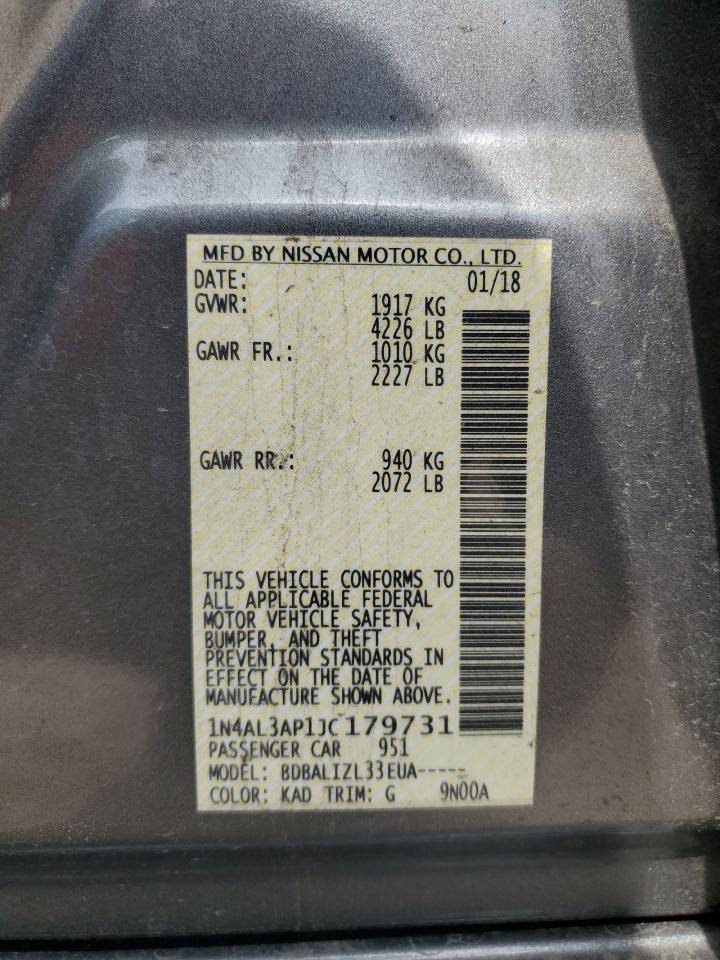 MFD BY NISSAN MOTOR CO., LTD.
DATE: 01/18
GVWR: 1917 KG
4226 LB
GAWR FR.: 1010 KG
2227 LB
GAWR RR.: 940 KG
2072 LB
THIS VEHICLE CONFORMS TO
ALL APPLICABLE FEDERAL
MOTOR VEHICLE SAFETY,
BUMPER, AND THEFT
PREVENTION STANDARDS IN
EFFECT ON THE DATE OF
MANUFACTURE SHOWN ABOVE.
1N4AL3AP1JC179731
PASSENGER CAR 951
MODEL: BDBALIZL33EUA-----
COLOR: KAD TRIM: G 9N00A